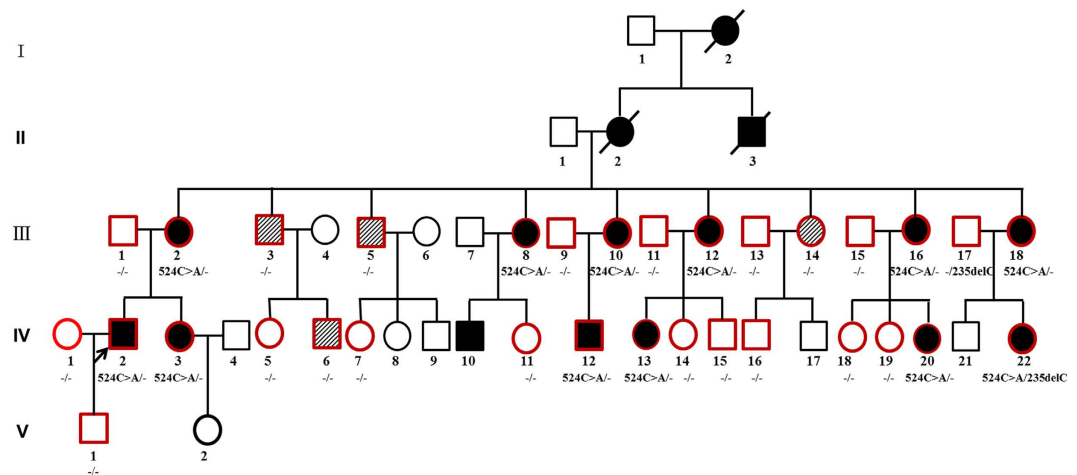 I
1 2
II
1 2 3
III
1 2 3 4 5 6 7 8 9 10 11 12 13 14 15 16 17 18
-/- 524C>A/- -/- -/- 524C>A/- -/- 524C>A/- -/- 524C>A/- -/- -/- -/- 524C>A/- -/235delC 524C>A/-
IV
1 2 3 4 5 6 7 8 9 10 11 12 13 14 15 16 17 18 19 20 21 22
-/- 524C>A/- 524C>A/- -/- -/- -/- -/- 524C>A/- 524C>A/- -/- -/- -/- -/- -/- 524C>A/- 524C>A/235delC
V
1 2
-/-